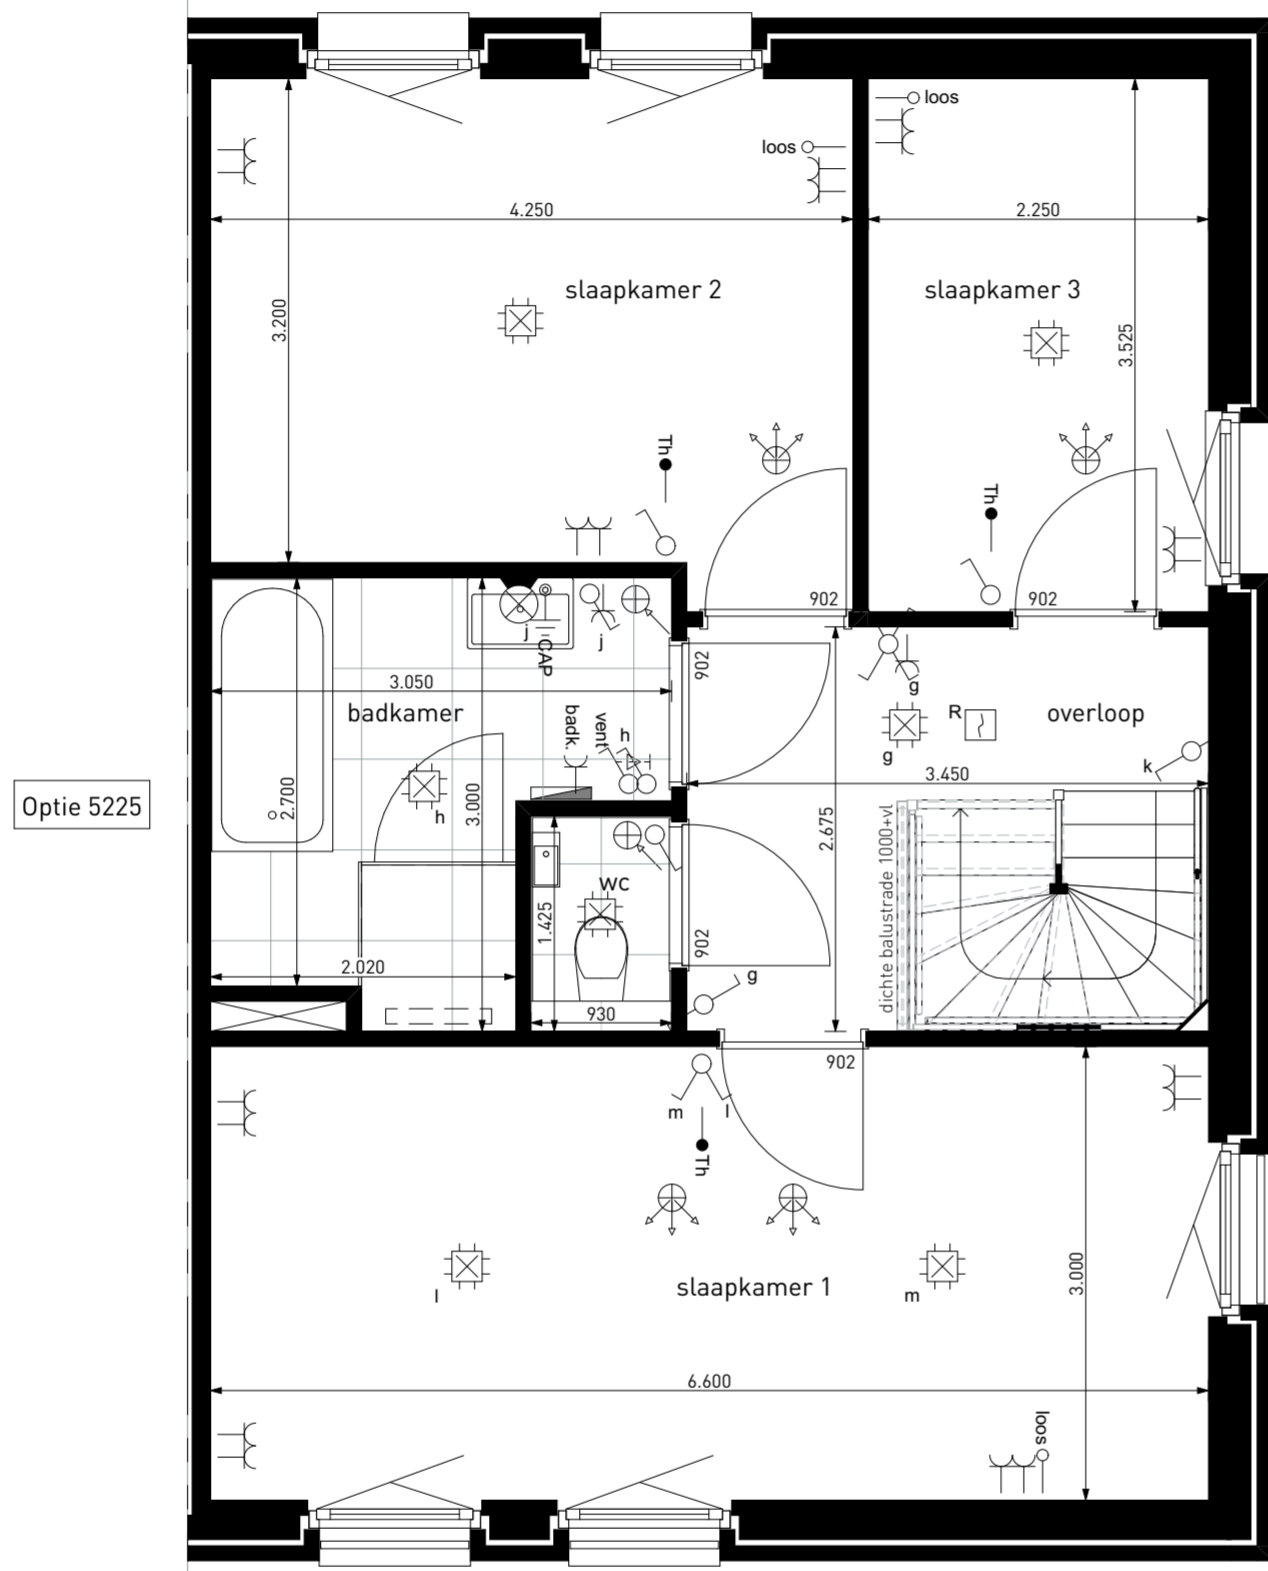 loos
loos
4.250
2.250
slaapkamer 2
slaapkamer 3
3.200
3.525
Th
Th
902
902
j
j
CAP
902
g
3.050
badkamer
badk.
vent
h
R
overloop
g
k
3.450
Optie 5225
2.700
h
3.000
2.675
dichte balustrade 1000+vl
wc
1.425
902
2.020
g
930
902
m
l
Th
l
slaapkamer 1
m
3.000
6.600
loos